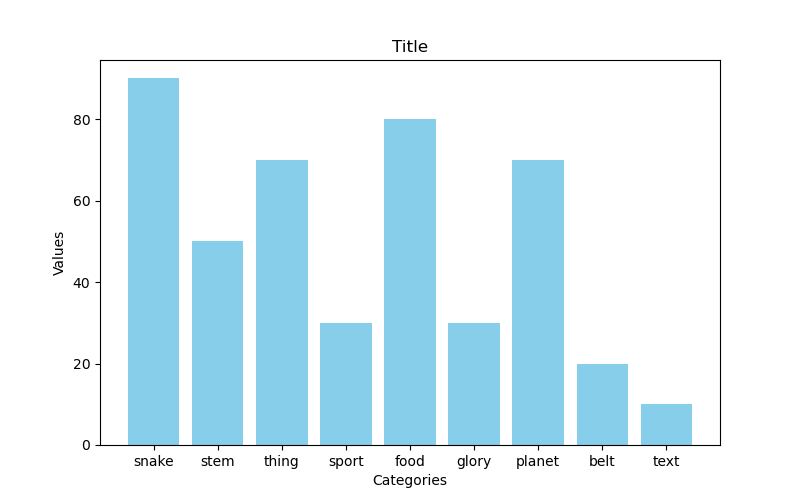 Title
80
60
40
20
0
Values
snake stem thing sport food glory planet belt text
Categories